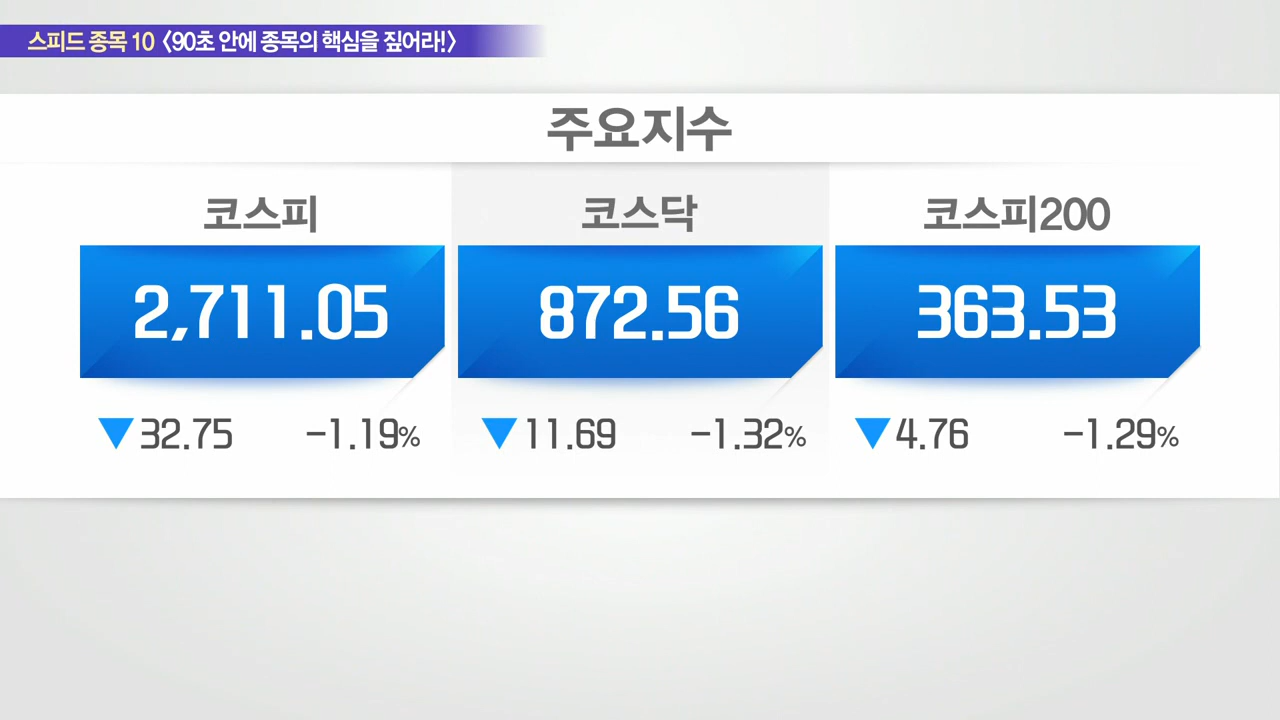 스피드 종목 10 〈90초 안에 종목의 핵심을 짚어라!〉
주요지수
코스피 코스닥 코스피200
2,711.05 872.56 363.53
▼32.75 -1.19% ▼11.69 -1.32% ▼4.76 -1.29%